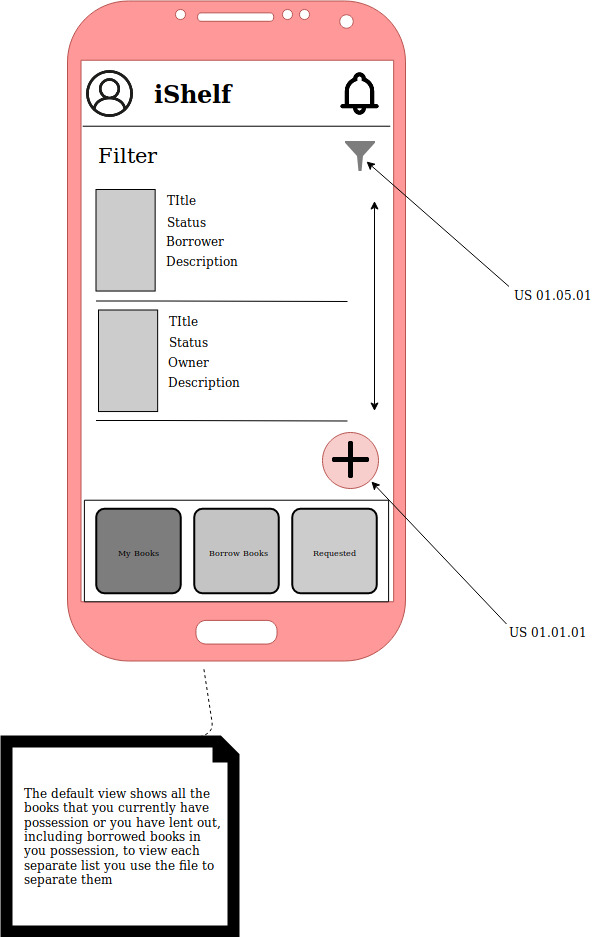 iShelf
Filter
TItle
Status
Borrower
Description
US 01.05.01
TItle
Status
Owner
Description
My Books
Borrow Books
Requested
US 01.01.01
The default view shows all the
books that you currently have
possession or you have lent out,
including borrowed books in
you possession, to view each
separate list you use the file to
separate them